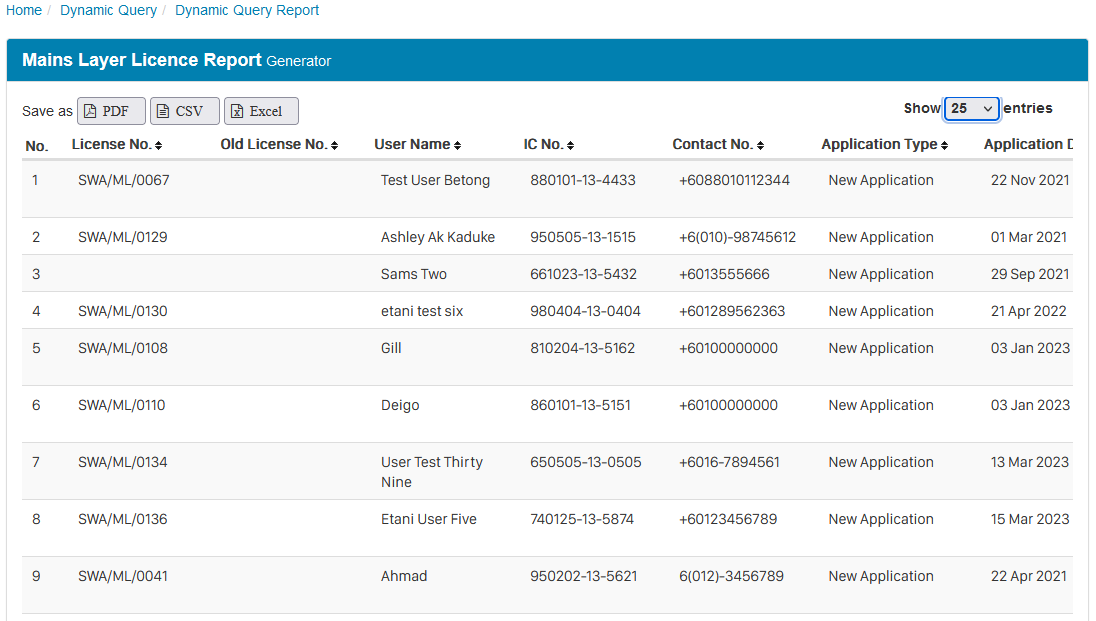 Home / Dynamic Query / Dynamic Query Report
Mains Layer Licence Report Generator
Save as PDF CSV Excel Show 25 entries
No. License No. Old License No. User Name IC No. Contact No. Application Type Application D
1 SWA/ML/0067 Test User Betong 880101-13-4433 +6088010112344 New Application 22 Nov 2021
2 SWA/ML/0129 Ashley Ak Kaduke 950505-13-1515 +6(010)-98745612 New Application 01 Mar 2021
3 Sams Two 661023-13-5432 +6013555666 New Application 29 Sep 2021
4 SWA/ML/0130 etani test six 980404-13-0404 +601289562363 New Application 21 Apr 2022
5 SWA/ML/0108 Gill 810204-13-5162 +60100000000 New Application 03 Jan 2023
6 SWA/ML/0110 Deigo 860101-13-5151 +60100000000 New Application 03 Jan 2023
7 SWA/ML/0134 User Test Thirty 650505-13-0505 +6016-7894561 New Application 13 Mar 2023
Nine
8 SWA/ML/0136 Etani User Five 740125-13-5874 +60123456789 New Application 15 Mar 2023
9 SWA/ML/0041 Ahmad 950202-13-5621 6(012)-3456789 New Application 22 Apr 2021